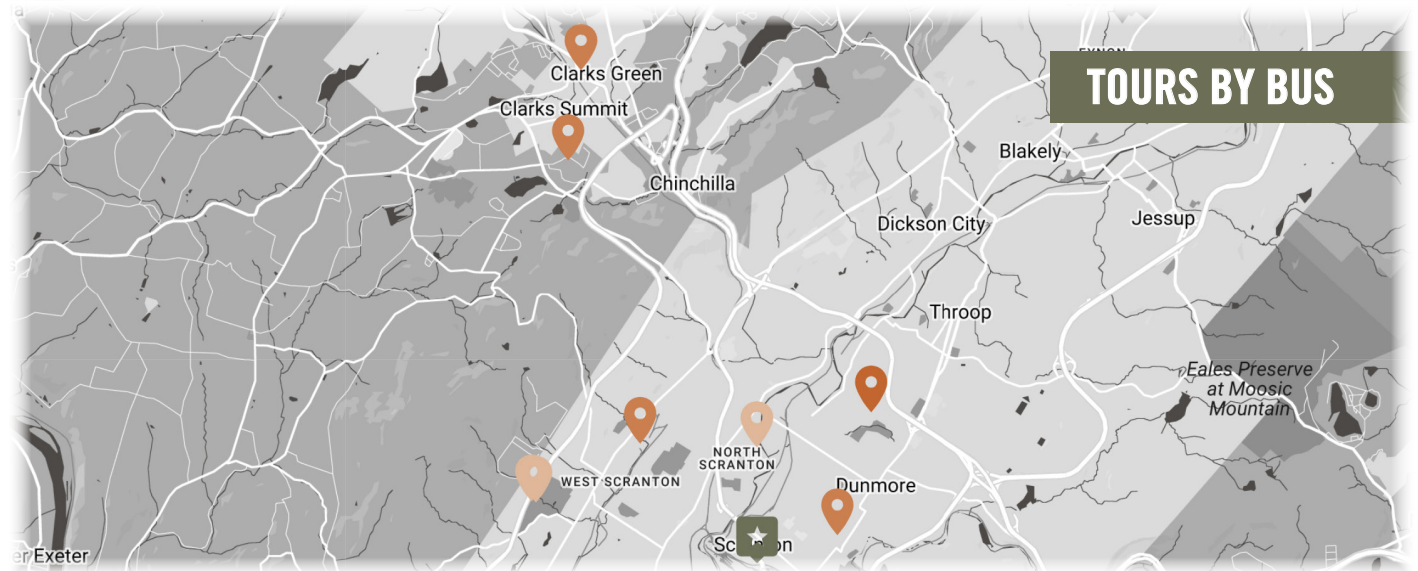 Clarks Green
Clarks Summit
TOURS BY BUS
Blakely
Chinchilla
Dickson City
Jessup
Throop
Eales Preserve
at Moosic
Mountain
NORTH
SCRANTON
WEST SCRANTON
Dunmore
er Exeter